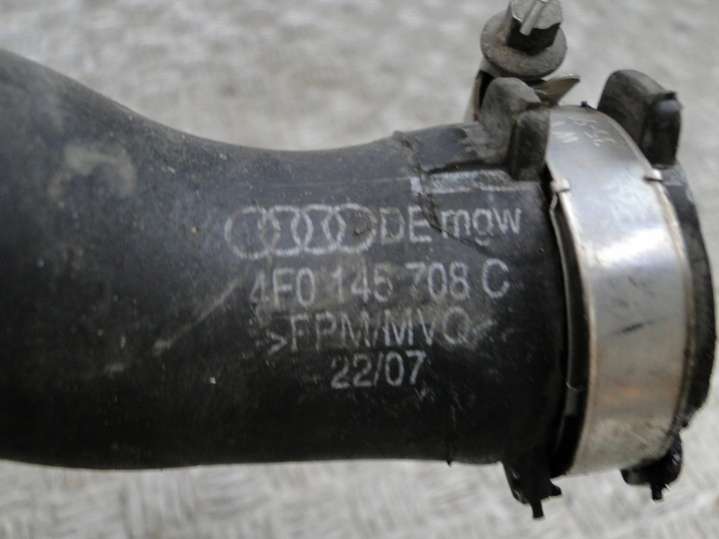 DE mgw
4F0 145 708 C
>FPM/MVQ<
22/07